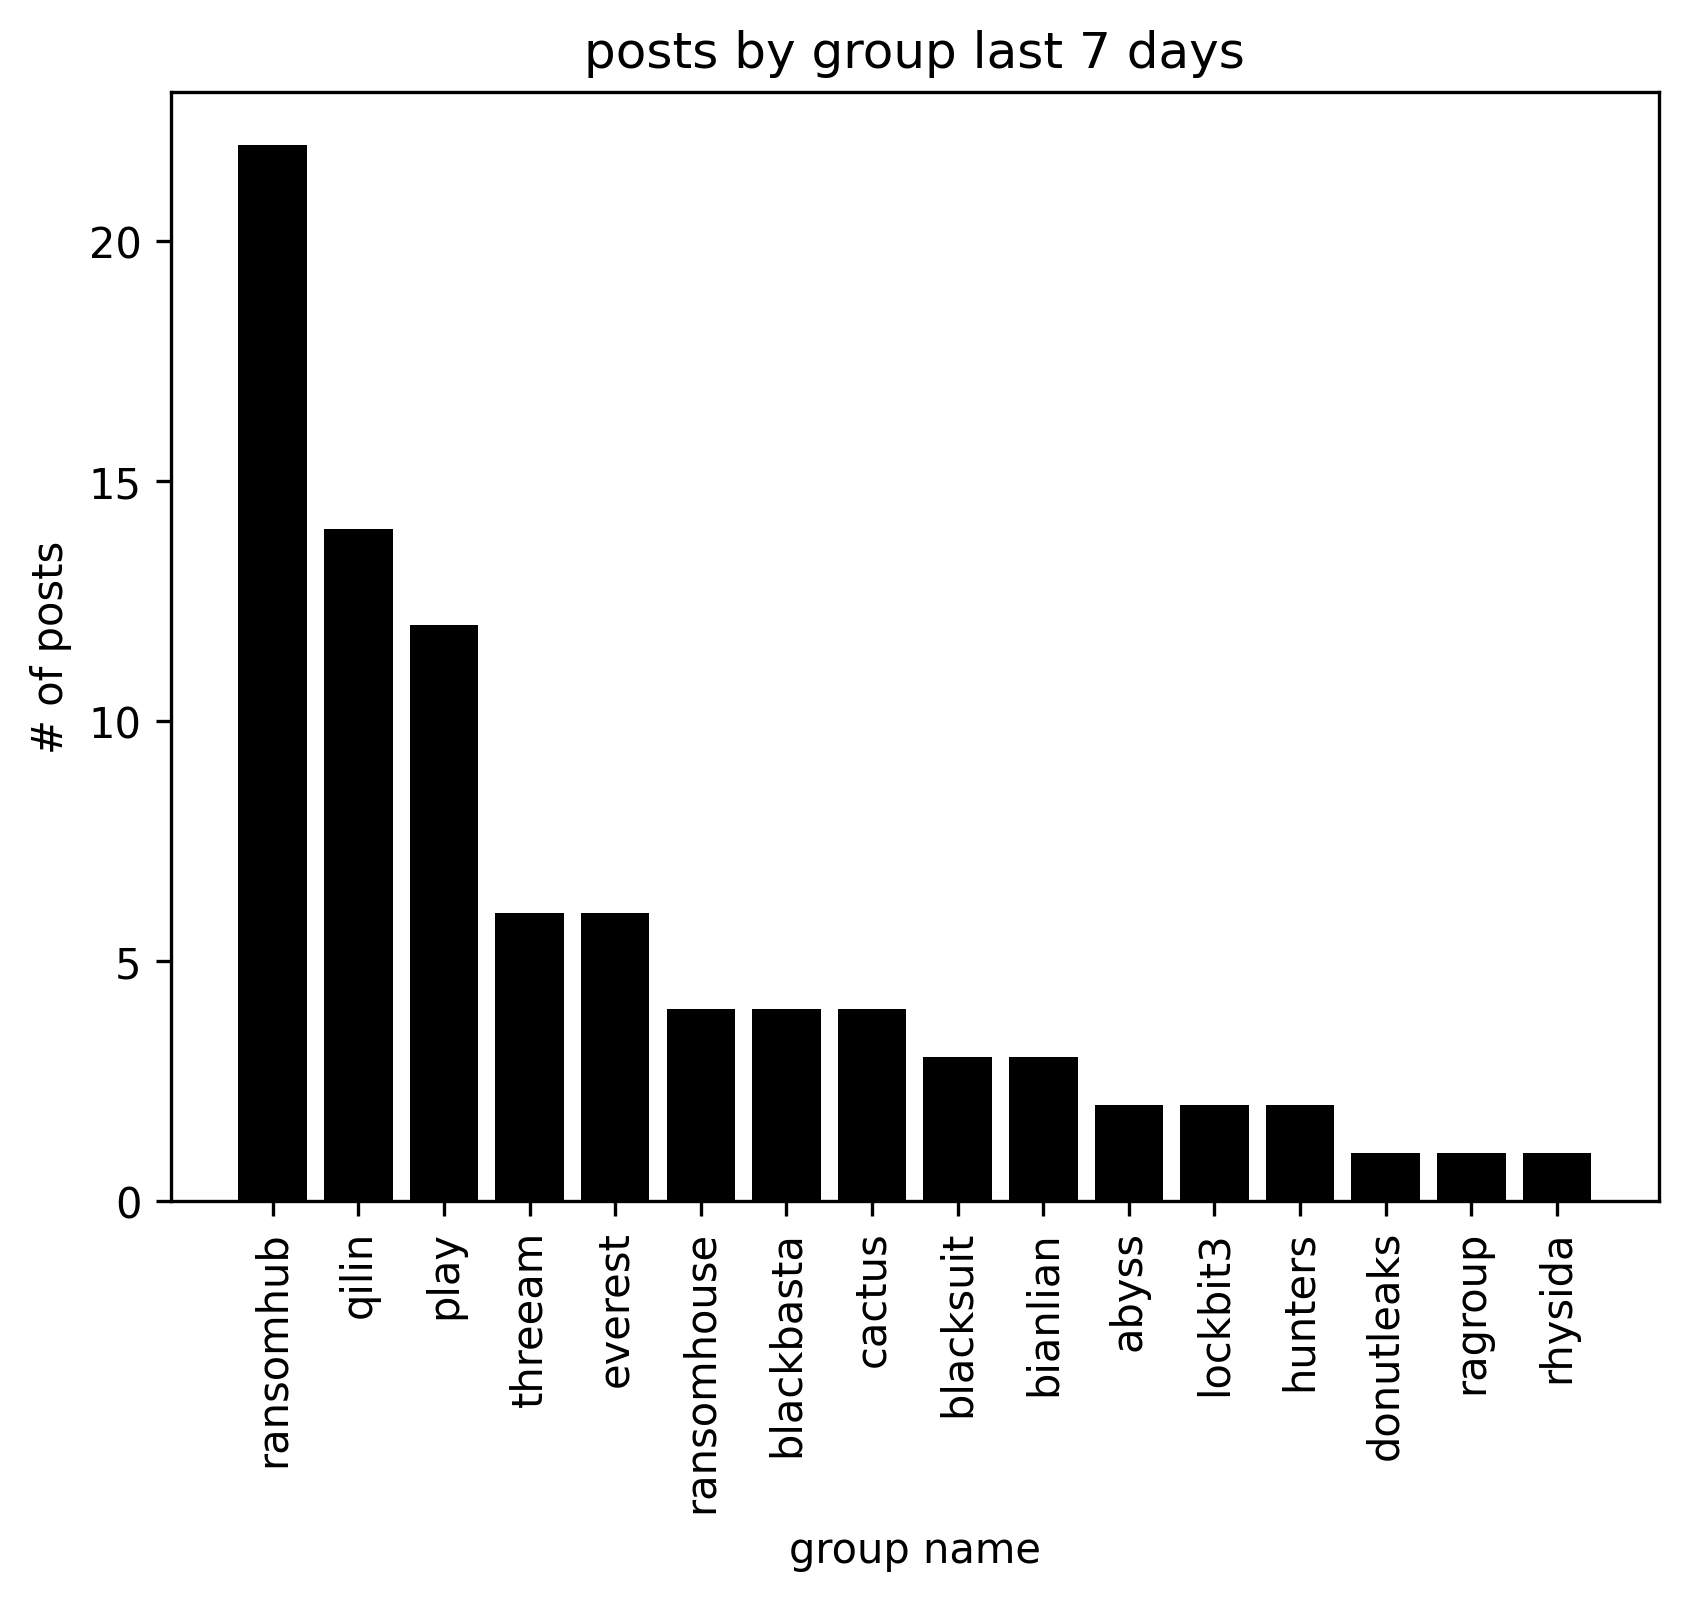 posts by group last 7 days
# of posts
20
15
10
5
0
ransomhub
qilin
play
threeam
everest
ransomhouse
blackbasta
cactus
blacksuit
bianlian
abyss
lockbit3
hunters
donutleaks
ragroup
rhysida
group name